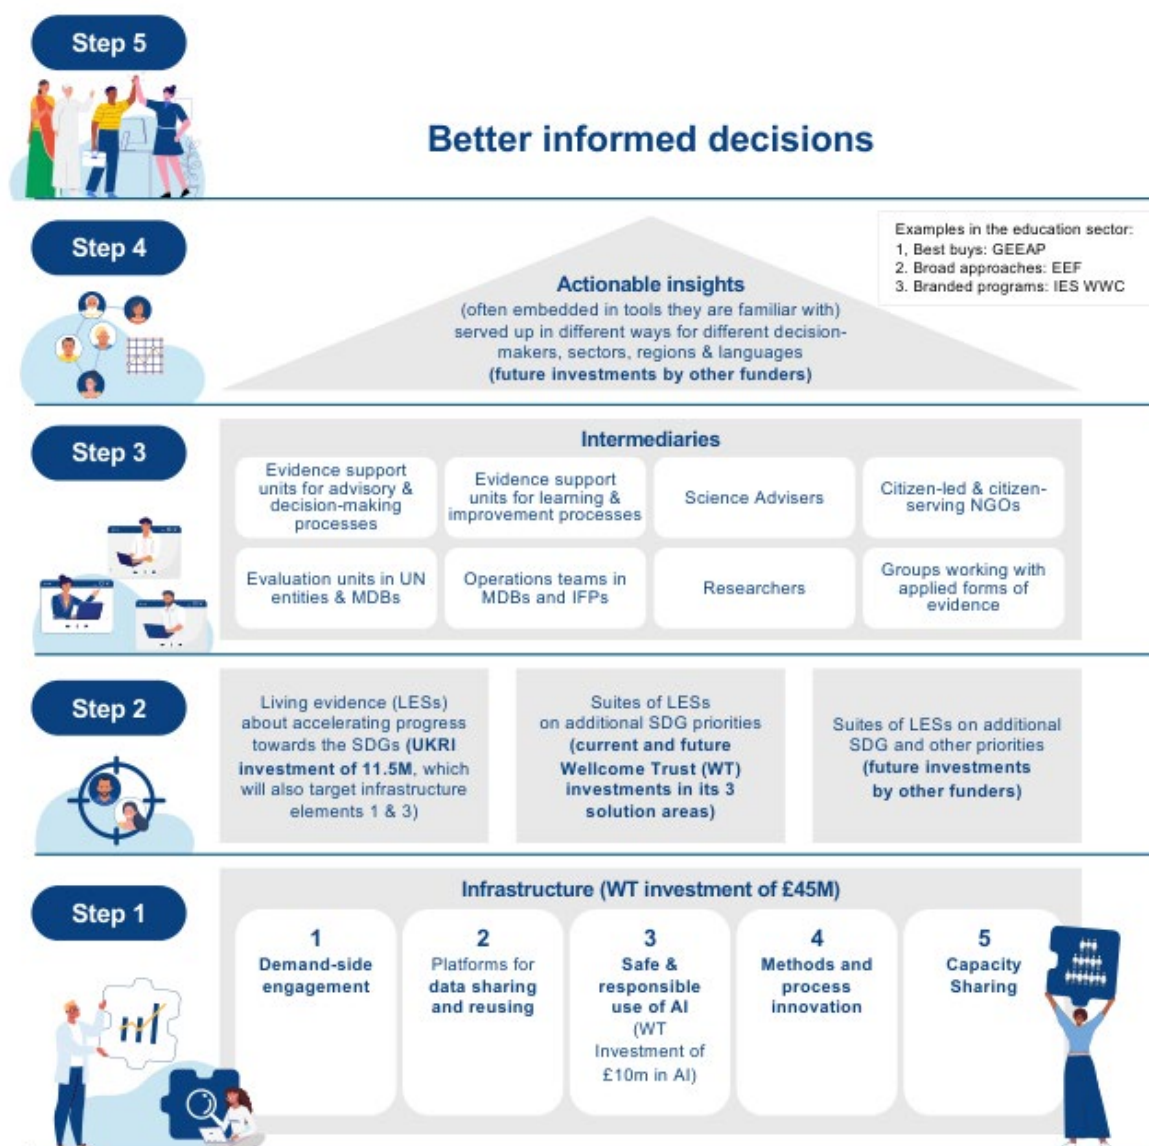 Step 5
Better informed decisions
Step 4
Examples in the education sector:
1, Best buys: GEEAP
2. Broad approaches: EEF
3. Branded programs: IES WWC
Actionable insights
(often embedded in tools they are familiar with)
served up in different ways for different decision-
makers, sectors, regions & languages
(future investments by other funders)
Step 3
Intermediaries
Evidence support
units for advisory &
decision-making
processes
Evidence support
units for learning &
improvement processes
Science Advisers
Citizen-led & citizen-
serving NGOs
Evaluation units in UN
entities & MDBs
Operations teams in
MDBs and IFPs
Researchers
Groups working with
applied forms of
evidence
Step 2
Living evidence (LESs)
about accelerating progress
towards the SDGs (UKRI
investment of 11.5M, which
will also target infrastructure
elements 1 & 3)
Suites of LESs
on additional SDG priorities
(current and future
Wellcome Trust (WT)
investments in its 3
solution areas)
Suites of LESs on additional
SDG and other priorities
(future investments
by other funders)
Step 1
Infrastructure (WT investment of £45M)
1
Demand-side
engagement
2
Platforms for
data sharing
and reusing
3
Safe &
responsible
use of AI
(WT
Investment of
£10m in AI)
4
Methods and
process
innovation
5
Capacity
Sharing